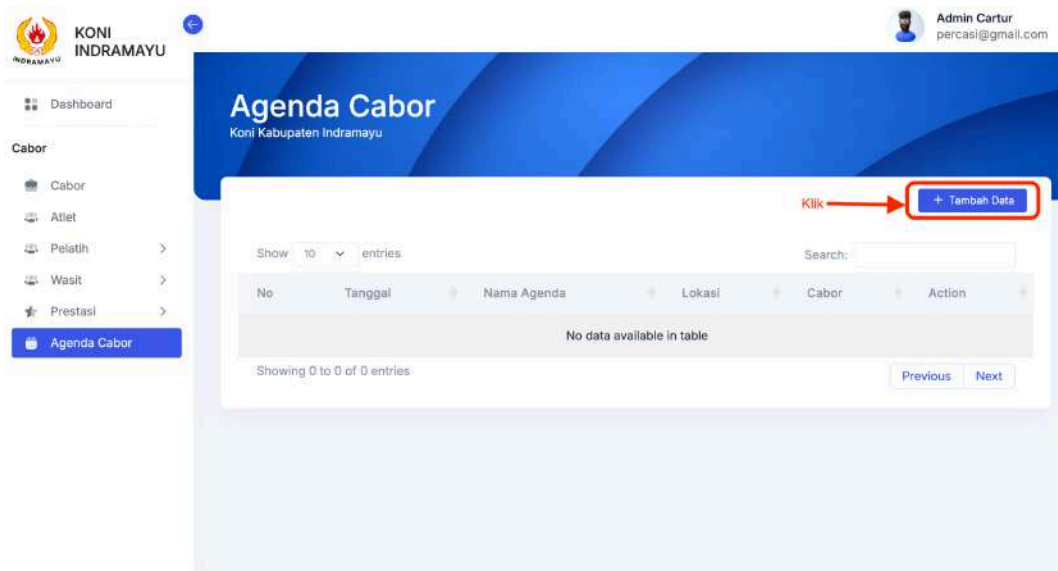 KONI
INDRAMAYU
INDRAMAYU
Admin Cartur
percasi@gmail.com
Dashboard
Cabor
Cabor
Atlet
Pelatih
Wasit
Prestasi
Agenda Cabor
Agenda Cabor
Koni Kabupaten Indramayu
Klik
+ Tambah Data
Show 10 entries
Search:
No Tanggal Nama Agenda Lokasi Cabor Action
No data available in table
Showing 0 to 0 of 0 entries
Previous Next